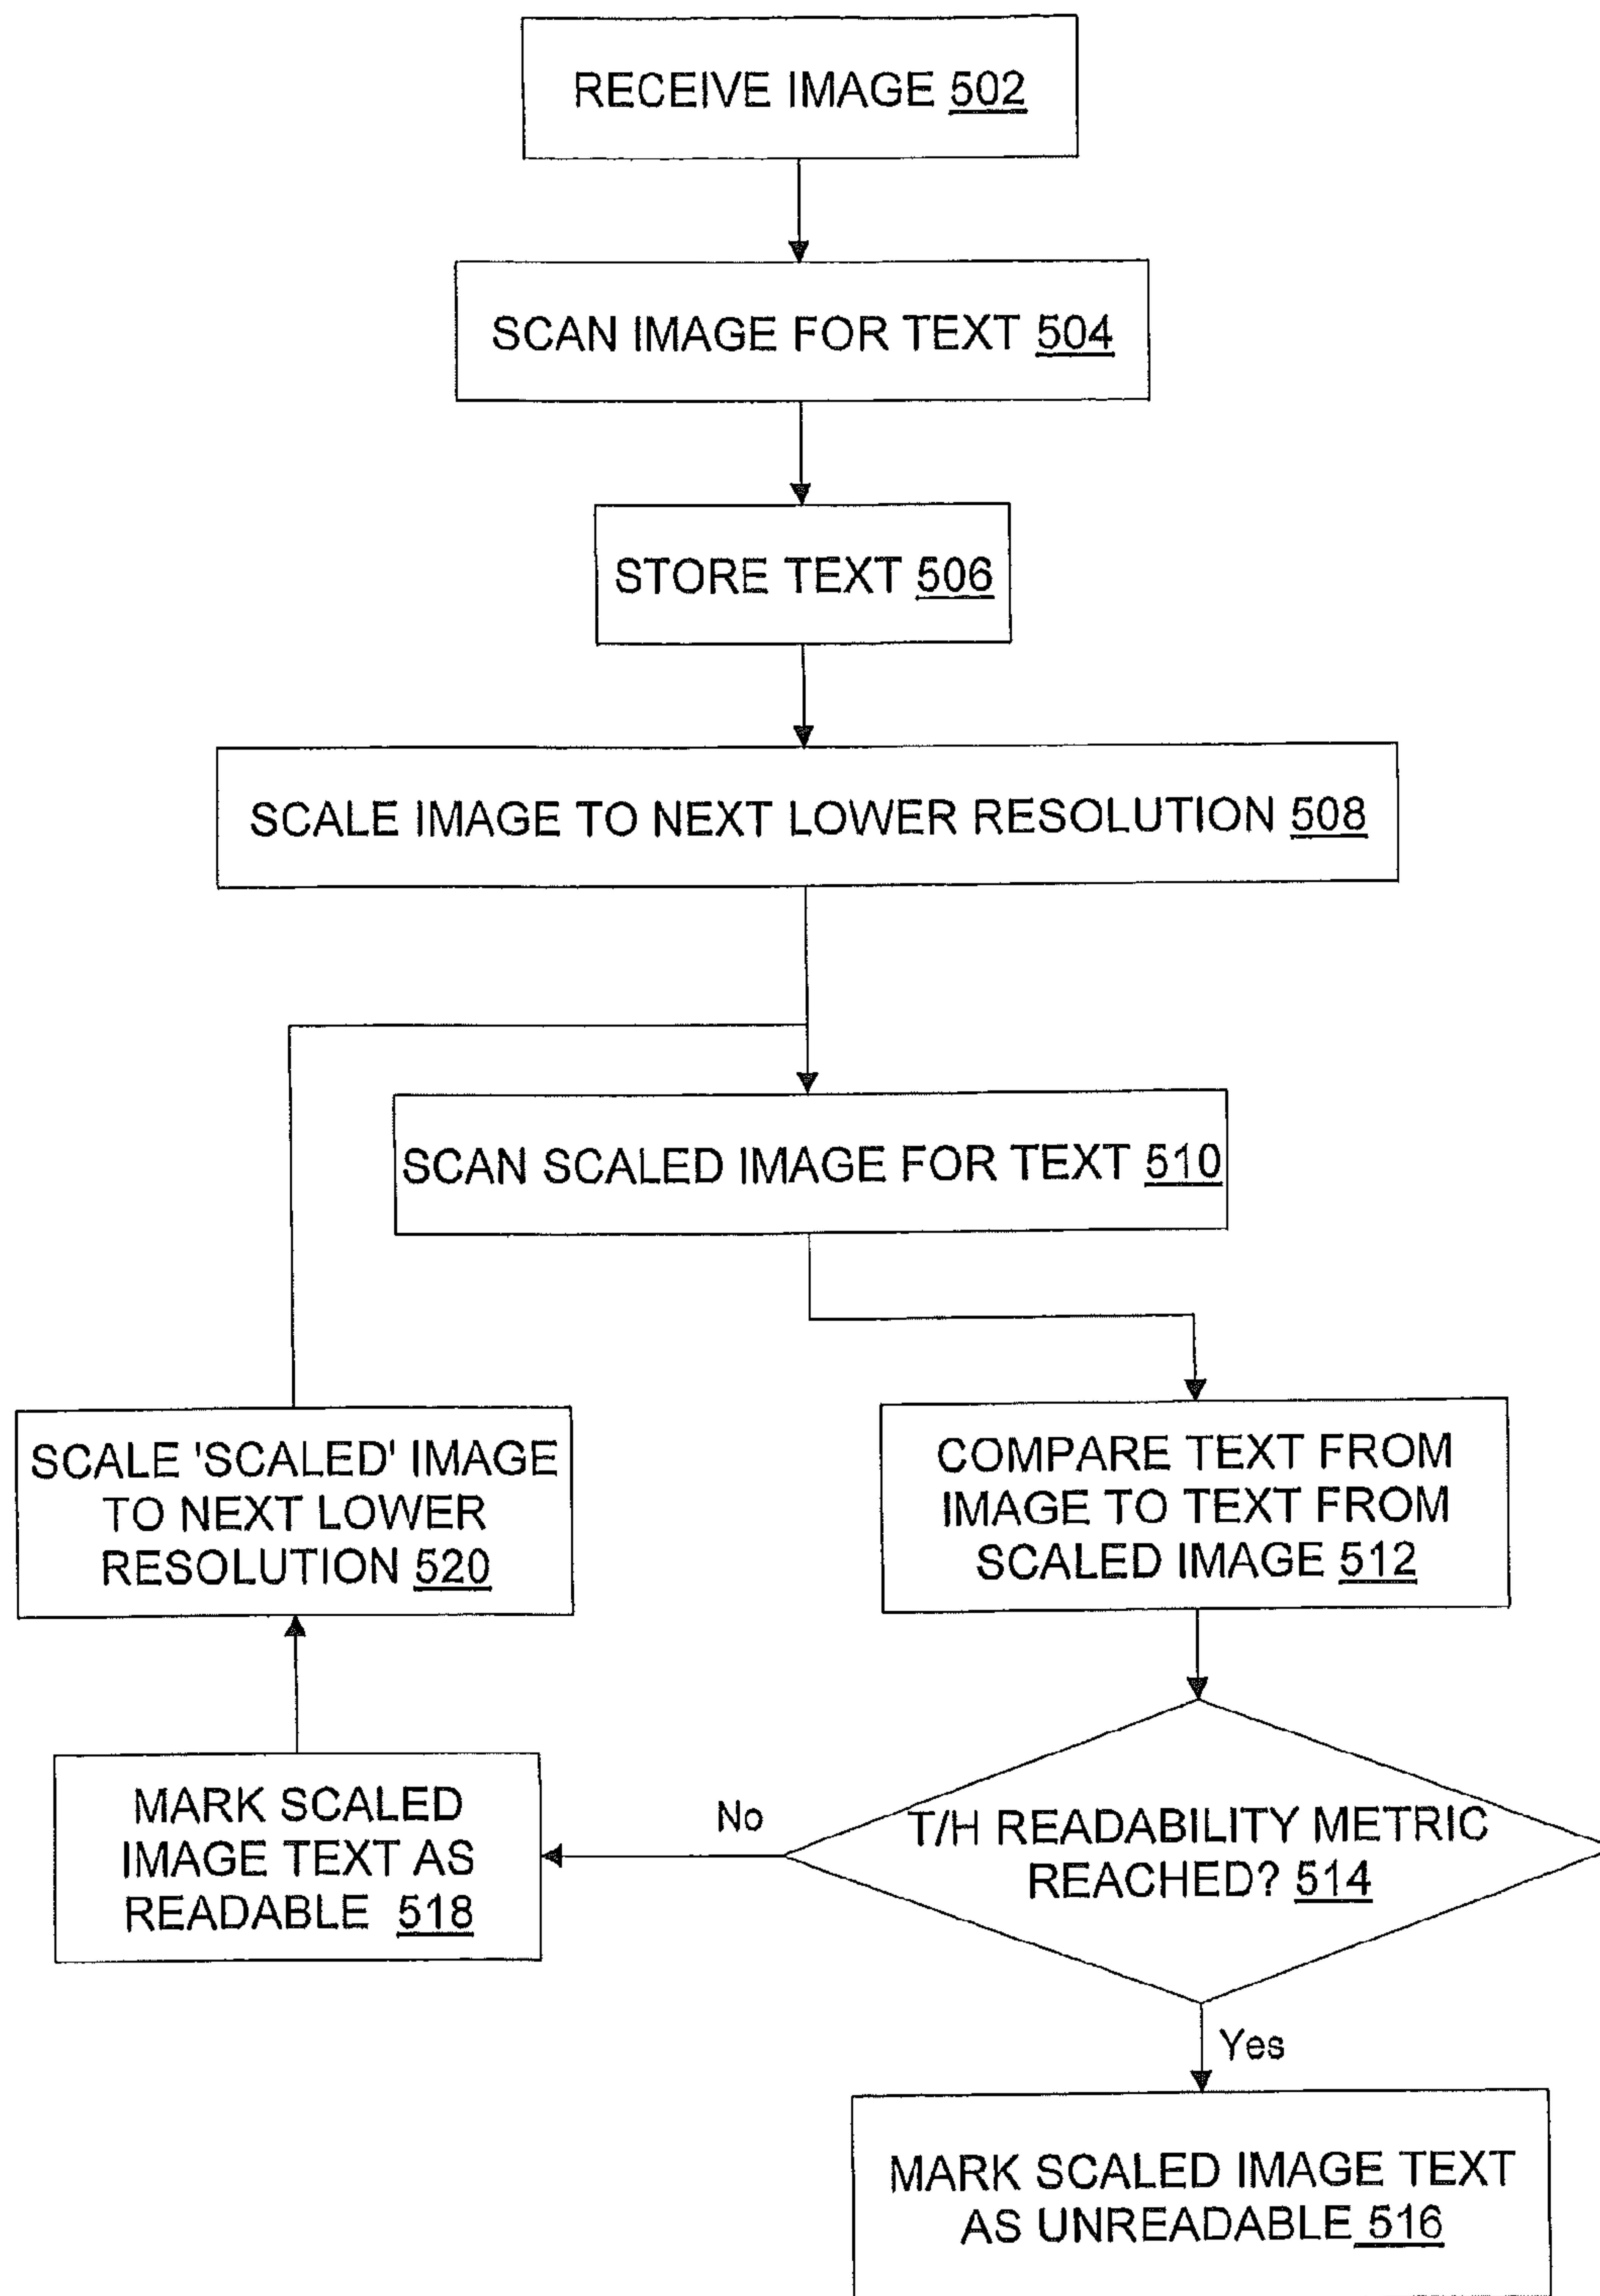 RECEIVE IMAGE 502
SCAN IMAGE FOR TEXT 504
STORE TEXT 506
SCALE IMAGE TO NEXT LOWER RESOLUTION 508
SCAN SCALED IMAGE FOR TEXT 510
COMPARE TEXT FROM
IMAGE TO TEXT FROM
SCALED IMAGE 512
T/H READABILITY METRIC
REACHED? 514
No
Yes
MARK SCALED
IMAGE TEXT AS
READABLE 518
SCALE 'SCALED' IMAGE
TO NEXT LOWER
RESOLUTION 520
MARK SCALED IMAGE TEXT
AS UNREADABLE 516